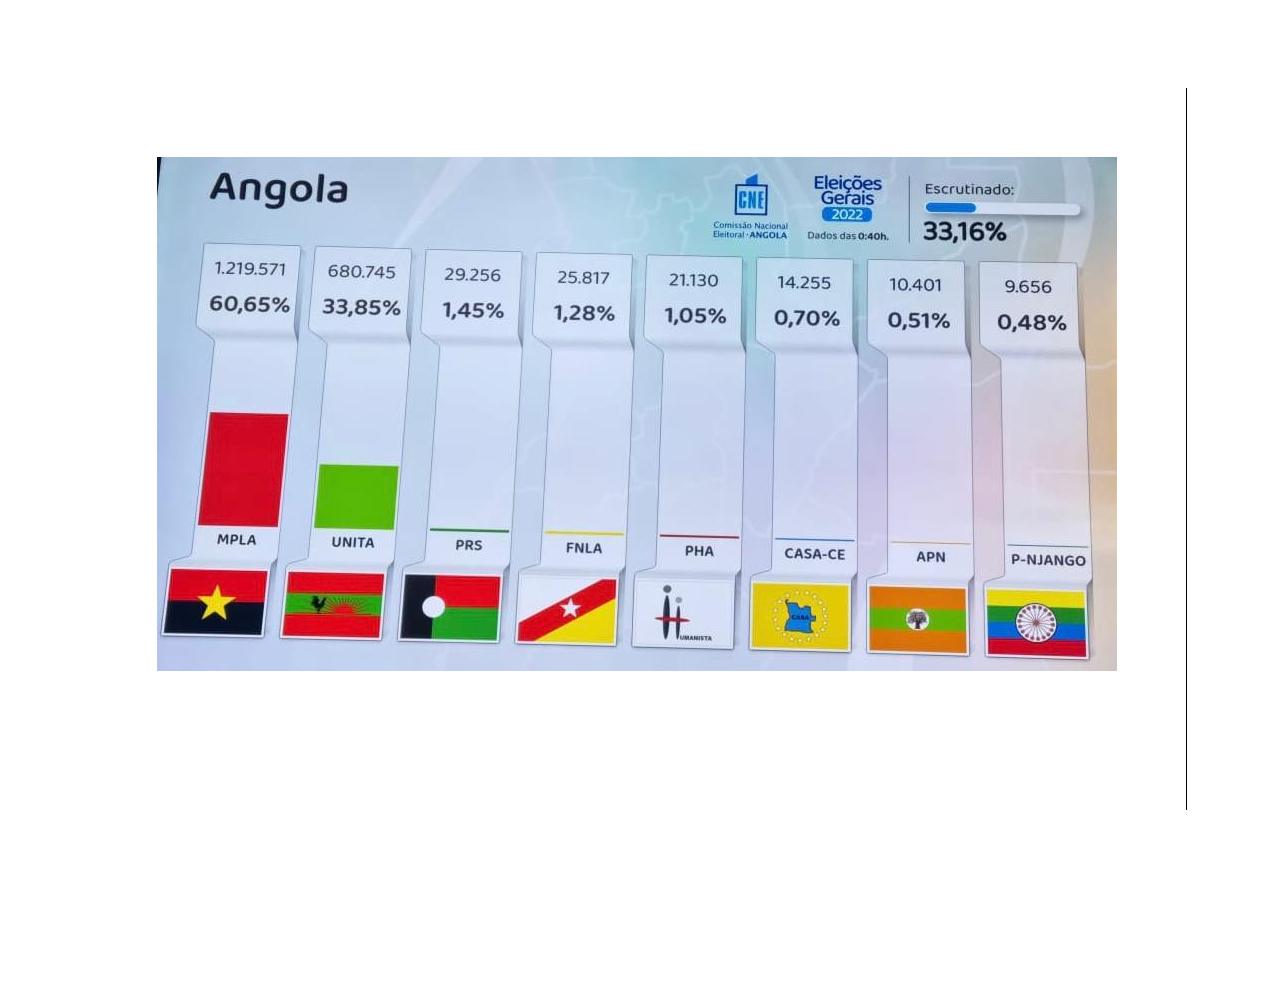 Angola
CNE
Comissão Nacional
Eleitoral · ANGOLA
Eleições
Gerais
2022
Dados das 0:40h.
Escrutinado:
33,16%
1.219.571
60,65%
680.745
33,85%
29.256
1,45%
25.817
1,28%
21.130
1,05%
14.255
0,70%
10.401
0,51%
9.656
0,48%
MPLA
UNITA
PRS
FNLA
PHA
CASA-CE
APN
P-NJANGO
UMANISTA
CASA